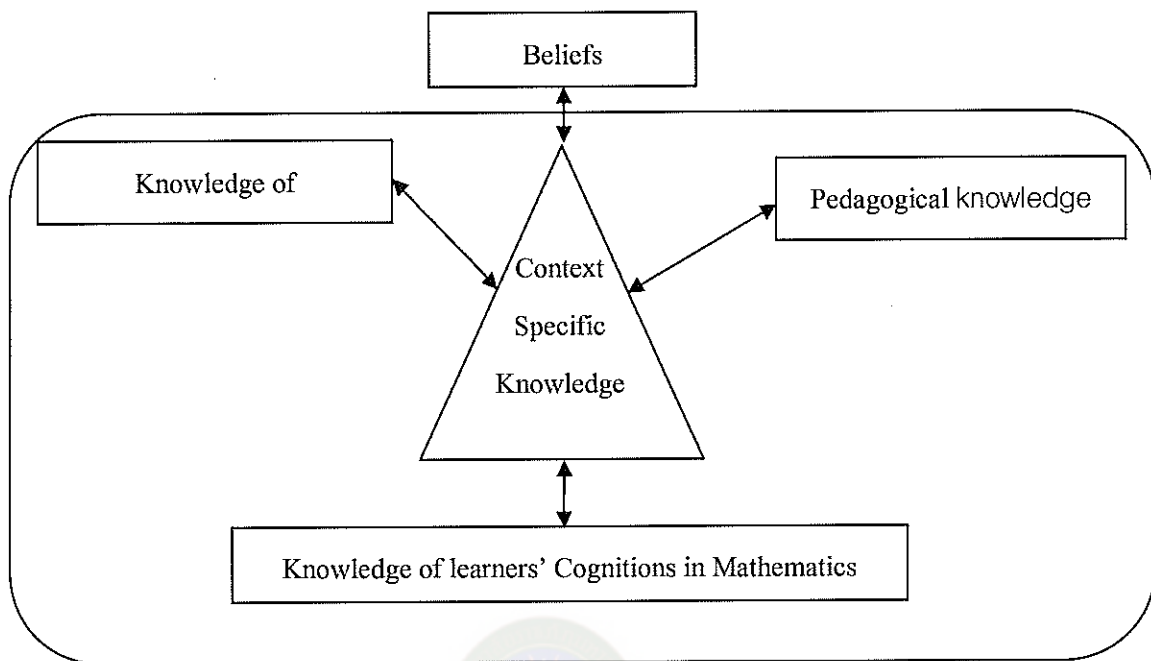 Beliefs
Knowledge of
Pedagogical knowledge
Context
Specific
Knowledge
Knowledge of learners’ Cognitions in Mathematics